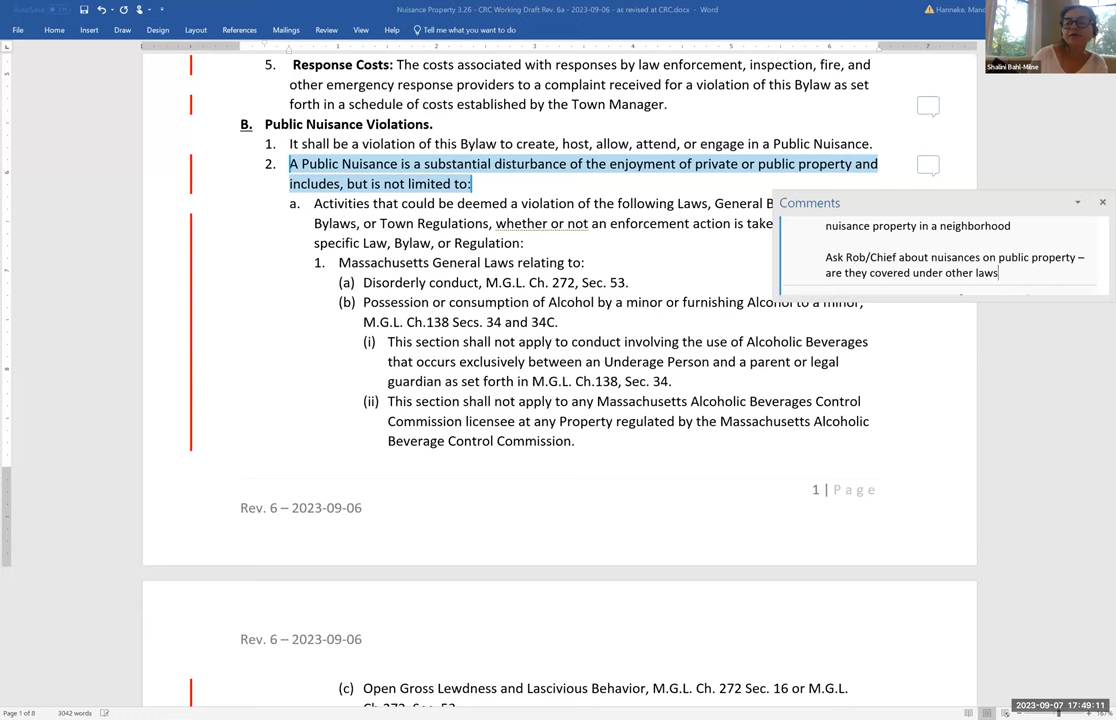 Nuisance Property 3.26 - CRC Working Draft Rev. 6a - 2023-09-06 - as revised at CRC.docx - Word
File Home Insert Draw Design Layout References Mailings Review View Help Tell me what you want to do
Shalini Bahl-Milne
5. Response Costs: The costs associated with responses by law enforcement, inspection, fire, and
other emergency response providers to a complaint received for a violation of this Bylaw as set
forth in a schedule of costs established by the Town Manager.
B. Public Nuisance Violations.
1. It shall be a violation of this Bylaw to create, host, allow, attend, or engage in a Public Nuisance.
2. A Public Nuisance is a substantial disturbance of the enjoyment of private or public property and
includes, but is not limited to:
a. Activities that could be deemed a violation of the following Laws, General B
Bylaws, or Town Regulations, whether or not an enforcement action is take
specific Law, Bylaw, or Regulation:
Comments
nuisance property in a neighborhood
Ask Rob/Chief about nuisances on public property –
are they covered under other laws
1. Massachusetts General Laws relating to:
(a) Disorderly conduct, M.G.L. Ch. 272, Sec. 53.
(b) Possession or consumption of Alcohol by a minor or furnishing Alcohol to a minor,
M.G.L. Ch.138 Secs. 34 and 34C.
(i) This section shall not apply to conduct involving the use of Alcoholic Beverages
that occurs exclusively between an Underage Person and a parent or legal
guardian as set forth in M.G.L. Ch.138, Sec. 34.
(ii) This section shall not apply to any Massachusetts Alcoholic Beverages Control
Commission licensee at any Property regulated by the Massachusetts Alcoholic
Beverage Control Commission.
1 | Page
Rev. 6 – 2023-09-06
Rev. 6 – 2023-09-06
(c) Open Gross Lewdness and Lascivious Behavior, M.G.L. Ch. 272 Sec. 16 or M.G.L.
Page 1 of 8 3042 words
2023-09-07 17:49:11